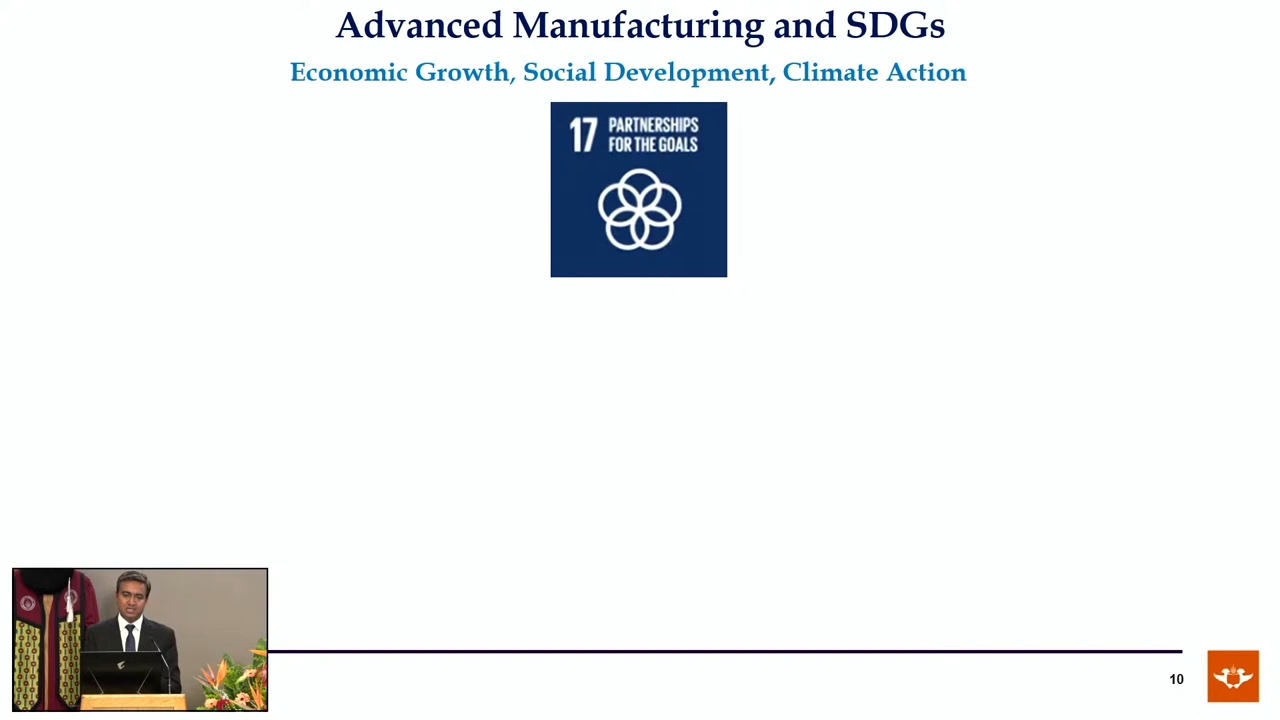 Advanced Manufacturing and SDGs
Economic Growth, Social Development, Climate Action
17 PARTNERSHIPS
FOR THE GOALS
10